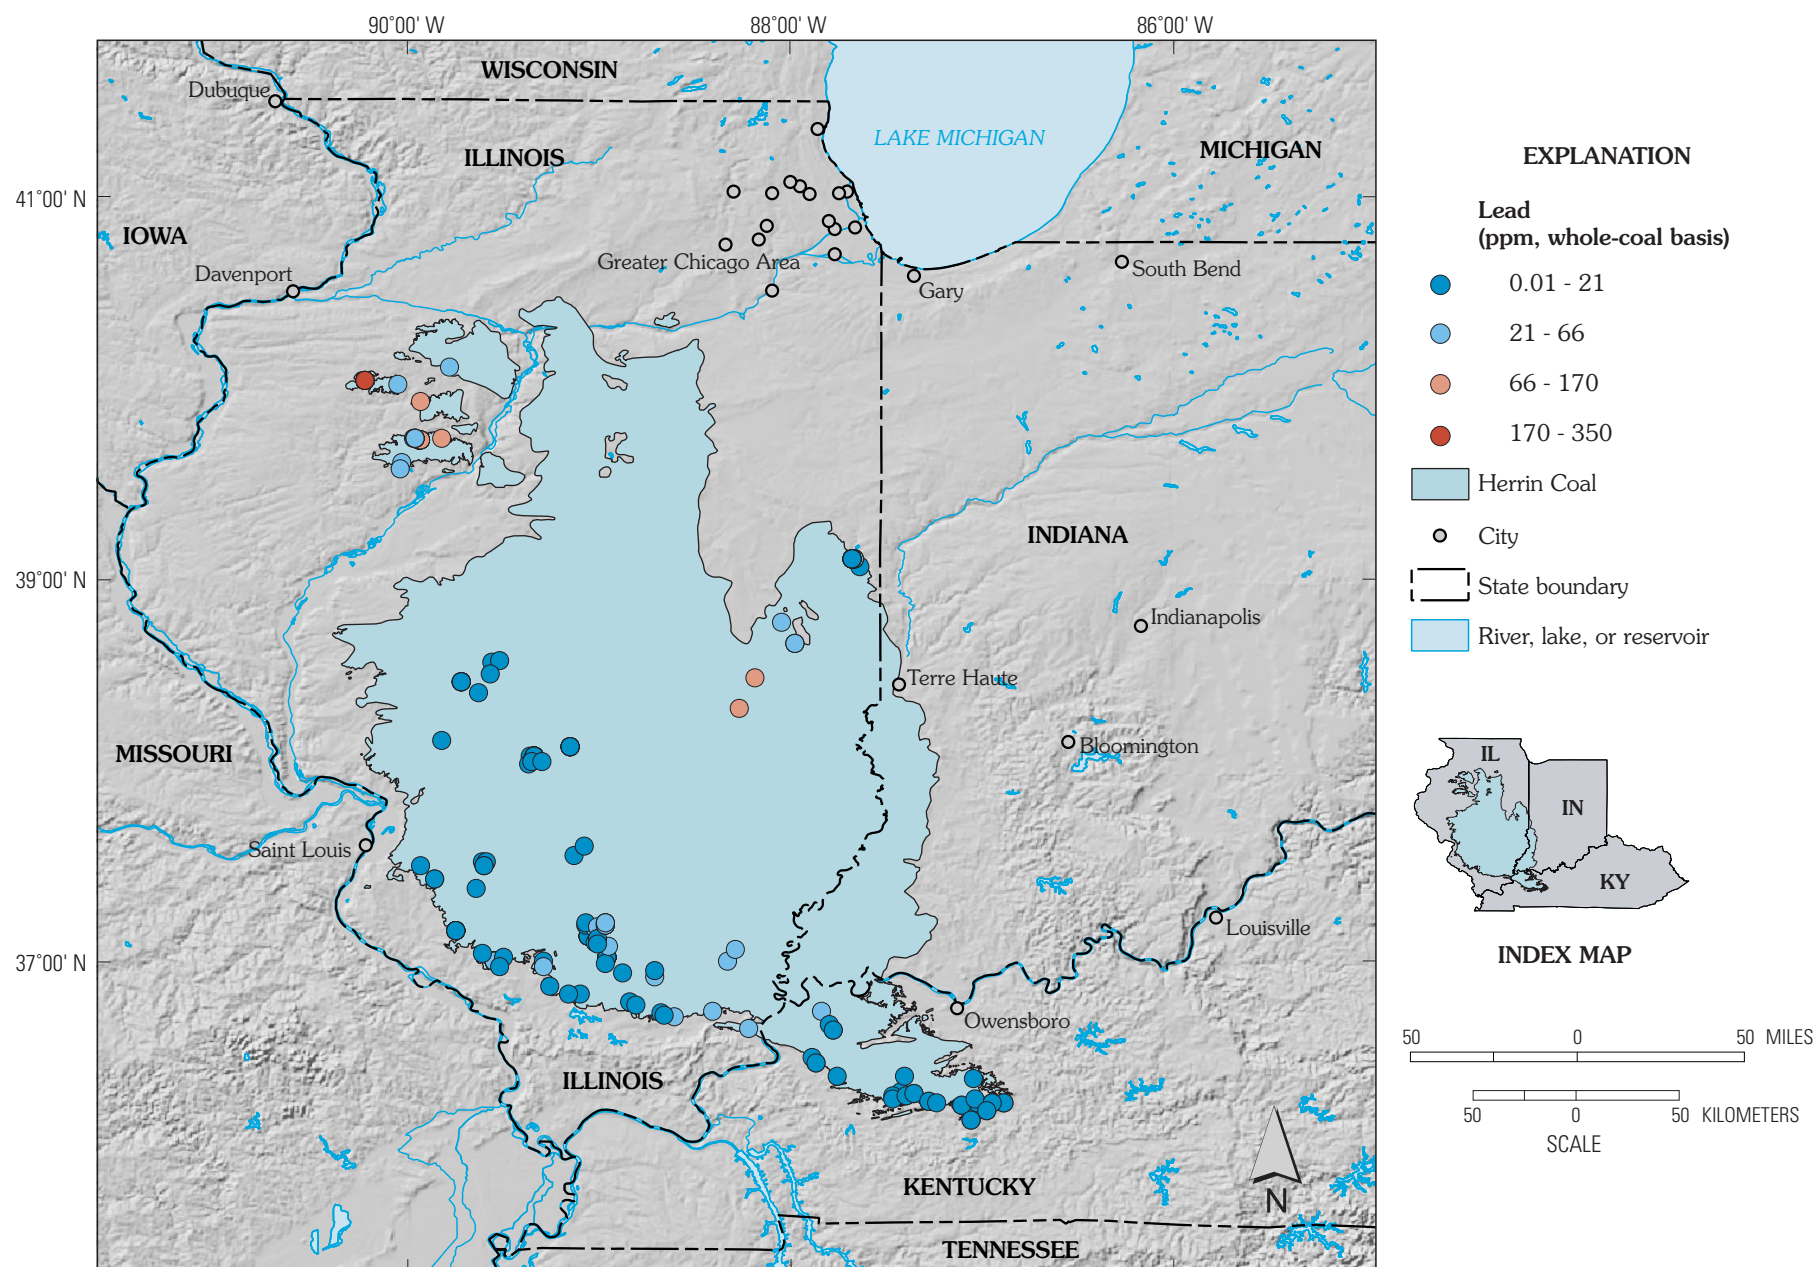 90°00' W
88°00' W
86°00' W
WISCONSIN
Dubuque
LAKE MICHIGAN
ILLINOIS
MICHIGAN
41°00' N
IOWA
Greater Chicago Area
Davenport
South Bend
Gary
INDIANA
39°00' N
Indianapolis
Terre Haute
MISSOURI
Bloomington
Saint Louis
Louisville
37°00' N
Owensboro
ILLINOIS
KENTUCKY
N
TENNESSEE
EXPLANATION
Lead
(ppm, whole-coal basis)
0.01 - 21
21 - 66
66 - 170
170 - 350
Herrin Coal
City
State boundary
River, lake, or reservoir
IL
IN
KY
INDEX MAP
50 0 50 MILES
50 0 50 KILOMETERS
SCALE